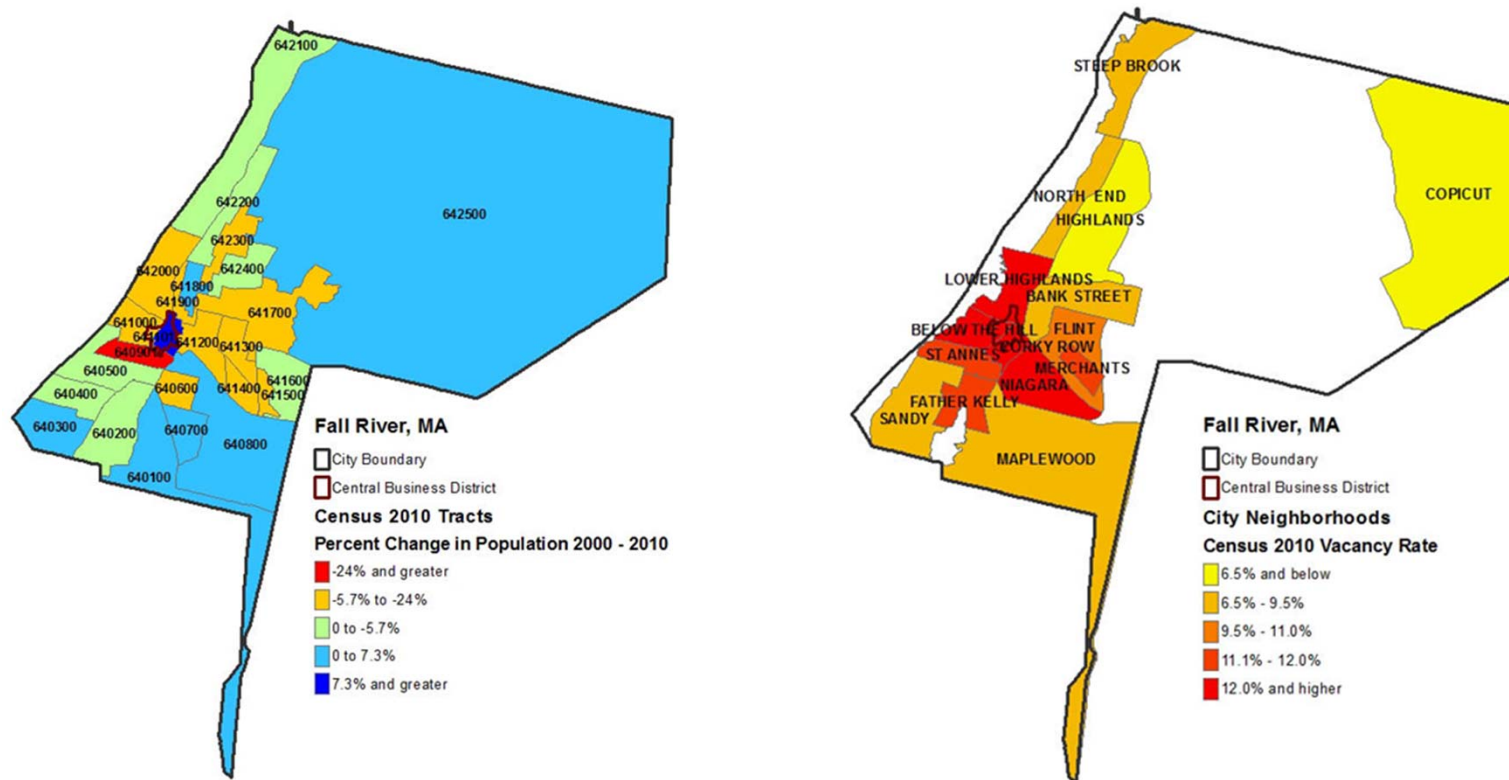 642100
642200
642500
642300
642400
642000
641800
641900
641700
641000
641200
641300
640500
641600
640600
641400
641500
640400
640300
640200
640700
640800
640100
Fall River, MA
City Boundary
Central Business District
Census 2010 Tracts
Percent Change in Population 2000 - 2010
-24% and greater
-5.7% to -24%
0 to -5.7%
0 to 7.3%
7.3% and greater
STEEP BROOK
COPICUT
NORTH END
HIGHLANDS
LOWER HIGHLANDS
BANK STREET
BELOW THE HILL
FLINT
CORKY ROW
ST ANNES
MERCHANTS
NIAGARA
FATHER KELLY
SANDY
MAPLEWOOD
Fall River, MA
City Boundary
Central Business District
City Neighborhoods
Census 2010 Vacancy Rate
6.5% and below
6.5% - 9.5%
9.5% - 11.0%
11.1% - 12.0%
12.0% and higher